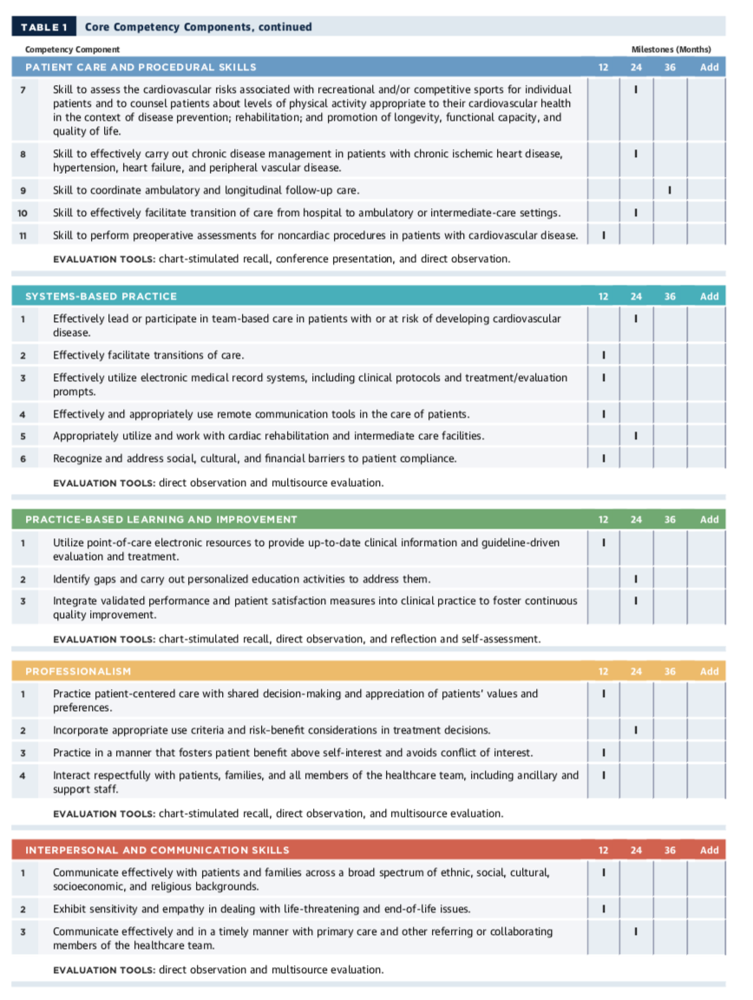 TABLE 1 Core Competency Components, continued
Competency Component Milestones (Months)
PATIENT CARE AND PROCEDURAL SKILLS 12 24 36 Add
7 Skill to assess the cardiovascular risks associated with recreational and/or competitive sports for individual I
patients and to counsel patients about levels of physical activity appropriate to their cardiovascular health
in the context of disease prevention; rehabilitation; and promotion of longevity, functional capacity, and
quality of life.
8 Skill to effectively carry out chronic disease management in patients with chronic ischemic heart disease, I
hypertension, heart failure, and peripheral vascular disease.
9 Skill to coordinate ambulatory and longitudinal follow-up care. I
10 Skill to effectively facilitate transition of care from hospital to ambulatory or intermediate-care settings. I
11 Skill to perform preoperative assessments for noncardiac procedures in patients with cardiovascular disease. I
EVALUATION TOOLS: chart-stimulated recall, conference presentation, and direct observation.
SYSTEMS-BASED PRACTICE 12 24 36 Add
1 Effectively lead or participate in team-based care in patients with or at risk of developing cardiovascular I
disease.
2 Effectively facilitate transitions of care. I
3 Effectively utilize electronic medical record systems, including clinical protocols and treatment/evaluation I
prompts.
4 Effectively and appropriately use remote communication tools in the care of patients. I
5 Appropriately utilize and work with cardiac rehabilitation and intermediate care facilities. I
6 Recognize and address social, cultural, and financial barriers to patient compliance. I
EVALUATION TOOLS: direct observation and multisource evaluation.
PRACTICE-BASED LEARNING AND IMPROVEMENT 12 24 36 Add
1 Utilize point-of-care electronic resources to provide up-to-date clinical information and guideline-driven I
evaluation and treatment.
2 Identify gaps and carry out personalized education activities to address them. I
3 Integrate validated performance and patient satisfaction measures into clinical practice to foster continuous I
quality improvement.
EVALUATION TOOLS: chart-stimulated recall, direct observation, and reflection and self-assessment.
PROFESSIONALISM 12 24 36 Add
1 Practice patient-centered care with shared decision-making and appreciation of patients' values and I
preferences.
2 Incorporate appropriate use criteria and risk-benefit considerations in treatment decisions. I
3 Practice in a manner that fosters patient benefit above self-interest and avoids conflict of interest. I
4 Interact respectfully with patients, families, and all members of the healthcare team, including ancillary and I
support staff.
EVALUATION TOOLS: chart-stimulated recall, direct observation, and multisource evaluation.
INTERPERSONAL AND COMMUNICATION SKILLS 12 24 36 Add
1 Communicate effectively with patients and families across a broad spectrum of ethnic, social, cultural, I
socioeconomic, and religious backgrounds.
2 Exhibit sensitivity and empathy in dealing with life-threatening and end-of-life issues. I
3 Communicate effectively and in a timely manner with primary care and other referring or collaborating I
members of the healthcare team.
EVALUATION TOOLS: direct observation and multisource evaluation.